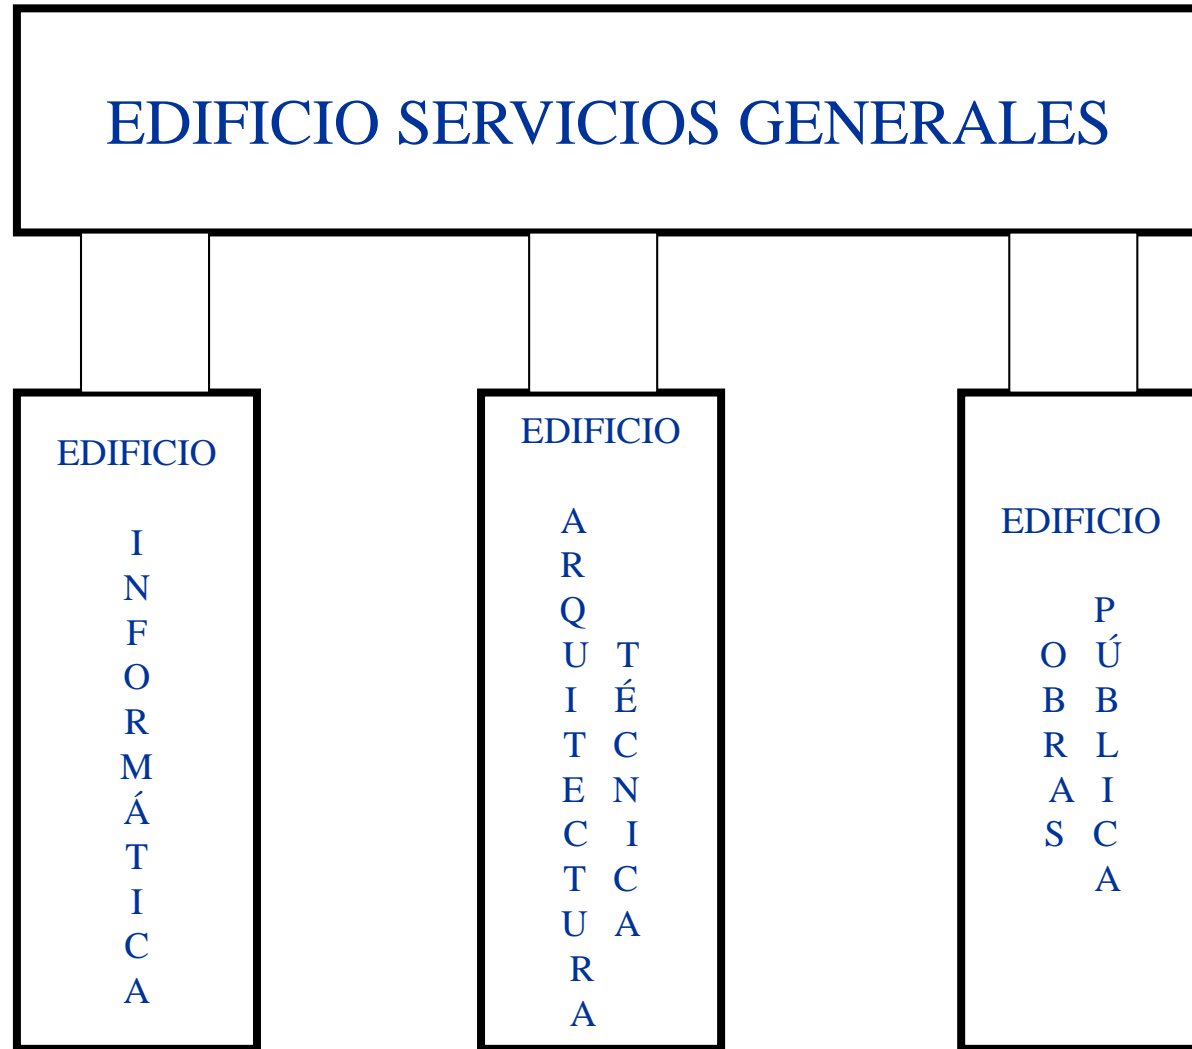 EDIFICIO SERVICIOS GENERALES
EDIFICIO
INFORMÁTICA
EDIFICIO
ARQUITECTURA
TÉCNICA
EDIFICIO
OBRAS
PÚBLICA